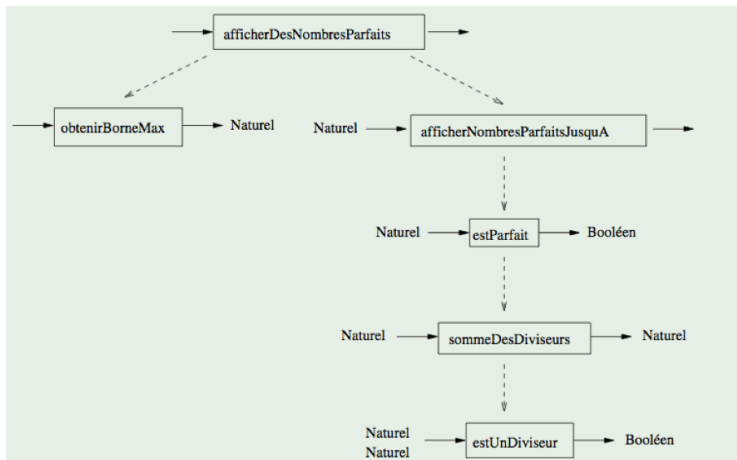 afficherDesNombresParfaits
obtenirBorneMax
Naturel
Naturel
afficherNombresParfaitsJusquA
Naturel
estParfait
Booléen
Naturel
sommeDesDiviseurs
Naturel
Naturel
Naturel
estUnDiviseur
Booléen